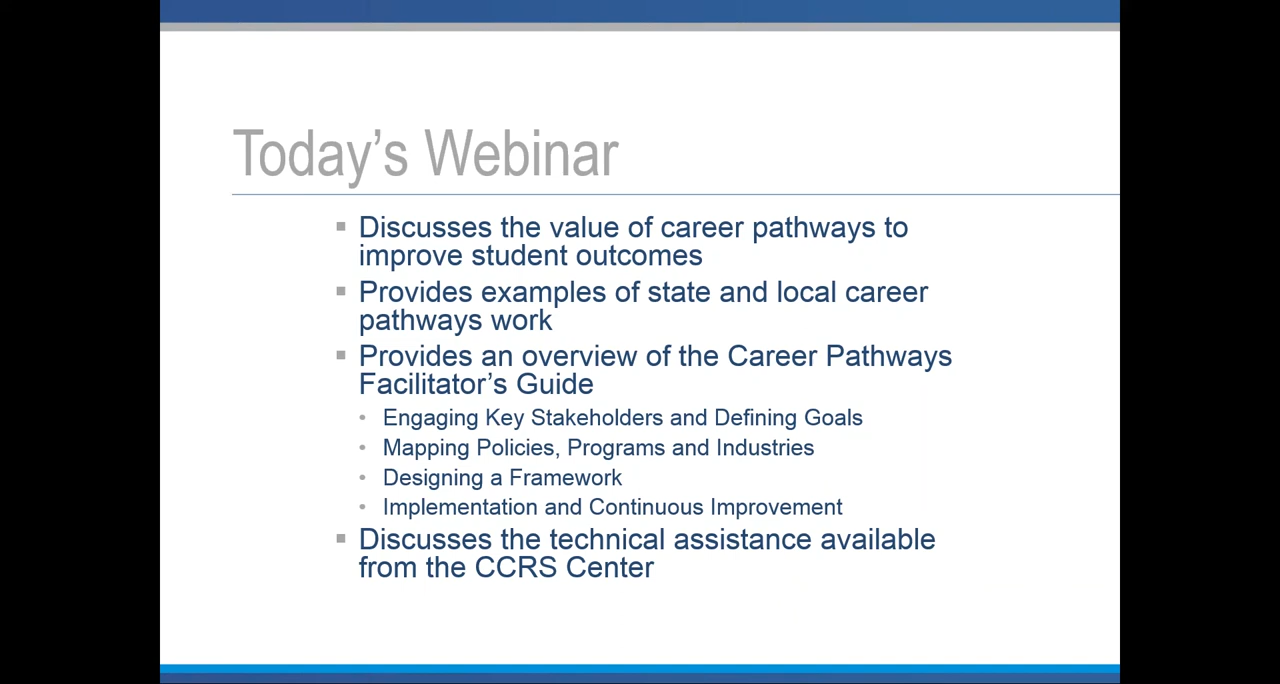 Today’s Webinar
▪ Discusses the value of career pathways to
improve student outcomes
▪ Provides examples of state and local career
pathways work
▪ Provides an overview of the Career Pathways
Facilitator’s Guide
• Engaging Key Stakeholders and Defining Goals
• Mapping Policies, Programs and Industries
• Designing a Framework
• Implementation and Continuous Improvement
▪ Discusses the technical assistance available
from the CCRS Center